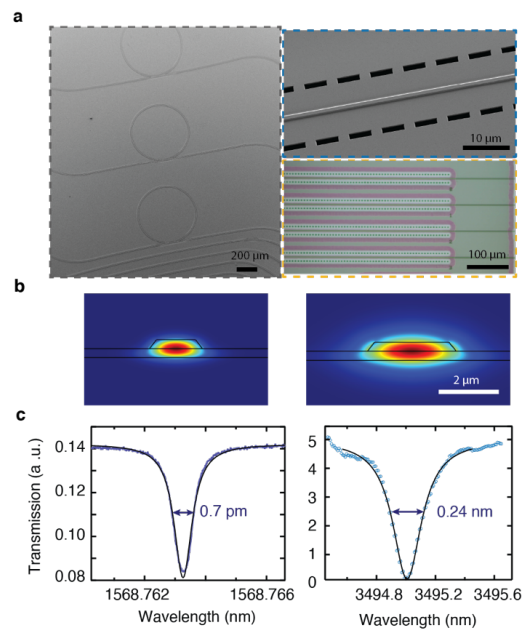 a
200 μm
10 μm
100 μm
b
2 μm
c
Transmission (a .u.)
0.14
0.12
0.10
0.08
0.7 pm
1568.762
1568.766
Wavelength (nm)
5
4
3
2
1
0
0.24 nm
3494.8
3495.2
3495.6
Wavelength (nm)